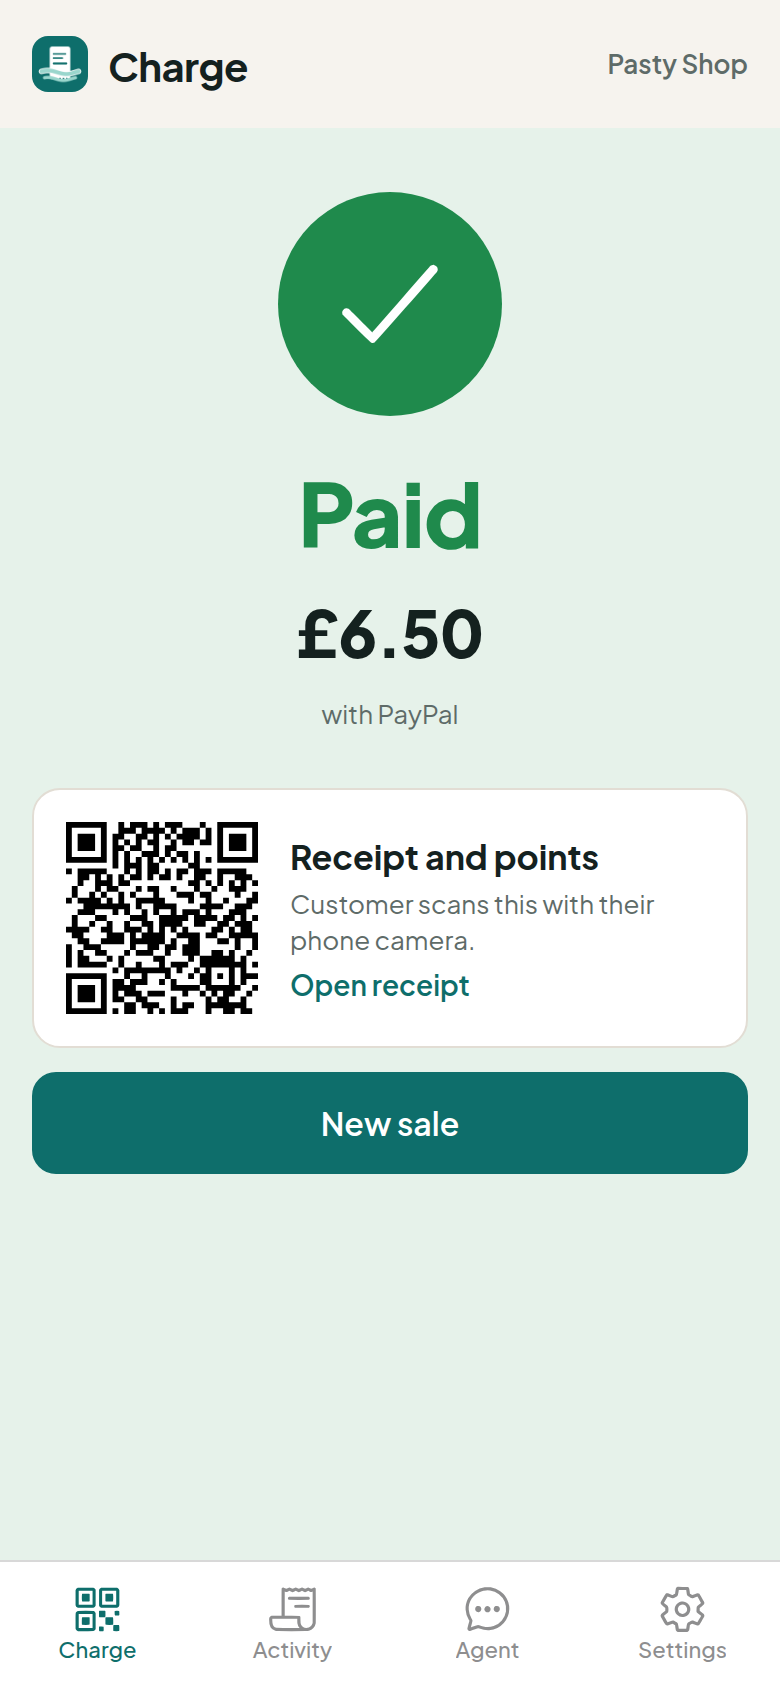 Charge
Pasty Shop
Paid
£6.50
with PayPal
Receipt and points
Customer scans this with their
phone camera.
Open receipt
New sale
Charge
Activity
Agent
Settings